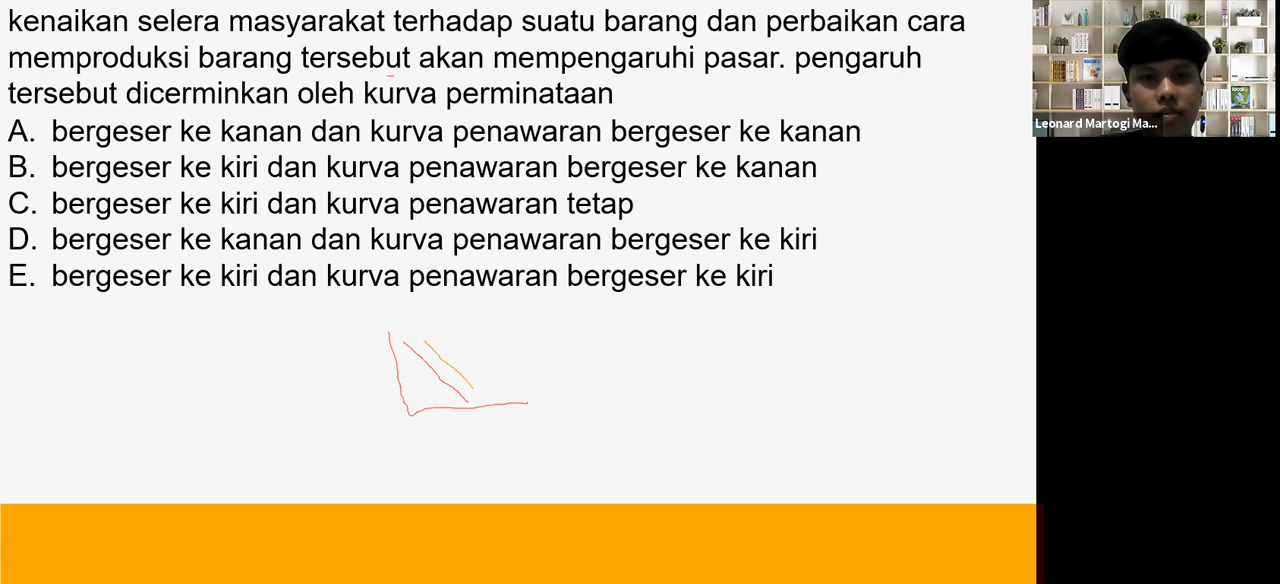 kenaikan selera masyarakat terhadap suatu barang dan perbaikan cara
memproduksi barang tersebut akan mempengaruhi pasar. pengaruh
tersebut dicerminkan oleh kurva perminataan
A. bergeser ke kanan dan kurva penawaran bergeser ke kanan
B. bergeser ke kiri dan kurva penawaran bergeser ke kanan
C. bergeser ke kiri dan kurva penawaran tetap
D. bergeser ke kanan dan kurva penawaran bergeser ke kiri
E. bergeser ke kiri dan kurva penawaran bergeser ke kiri
Leonard Martogi Ma...